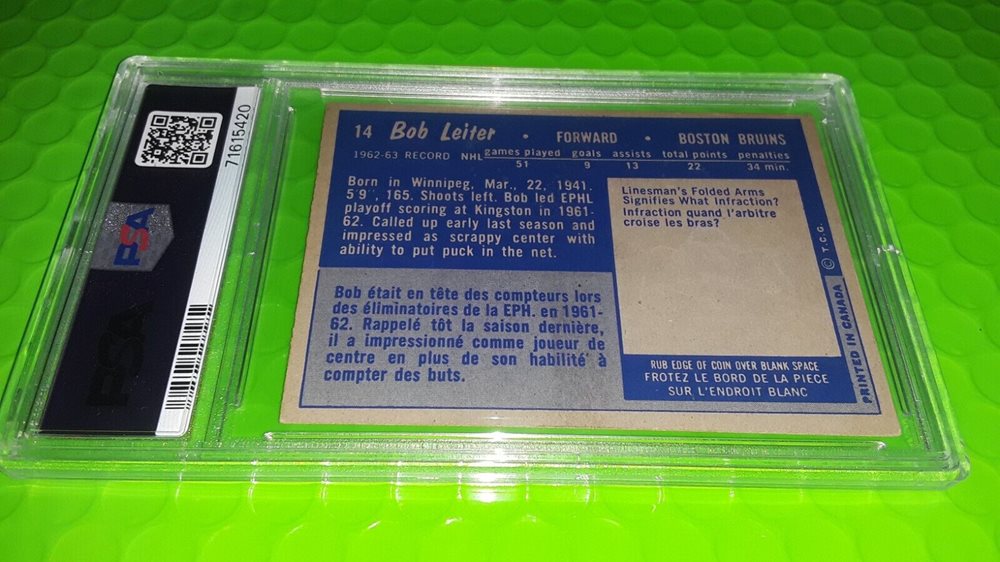 71615420
PSA
PSA
14 Bob Leiter • FORWARD • BOSTON BRUINS
1962-63 RECORD NHL games played goals assists total points penalties
51 9 13 22 34 min.
Born in Winnipeg, Mar., 22, 1941.
5'9", 165. Shoots left. Bob led EPHL
playoff scoring at Kingston in 1961-
62. Called up early last season and
impressed as scrappy center with
ability to put puck in the net.
Bob était en tête des compteurs lors
des éliminatoires de la EPH. en 1961-
62. Rappelé tôt la saison dernière,
il a impressionné comme joueur de
centre en plus de son habilité à
compter des buts.
Linesman's Folded Arms
Signifies What Infraction?
Infraction quand l'arbitre
croise les bras?
RUB EDGE OF COIN OVER BLANK SPACE
FROTEZ LE BORD DE LA PIECE
SUR L'ENDROIT BLANC
© T.C.G.
PRINTED IN CANADA